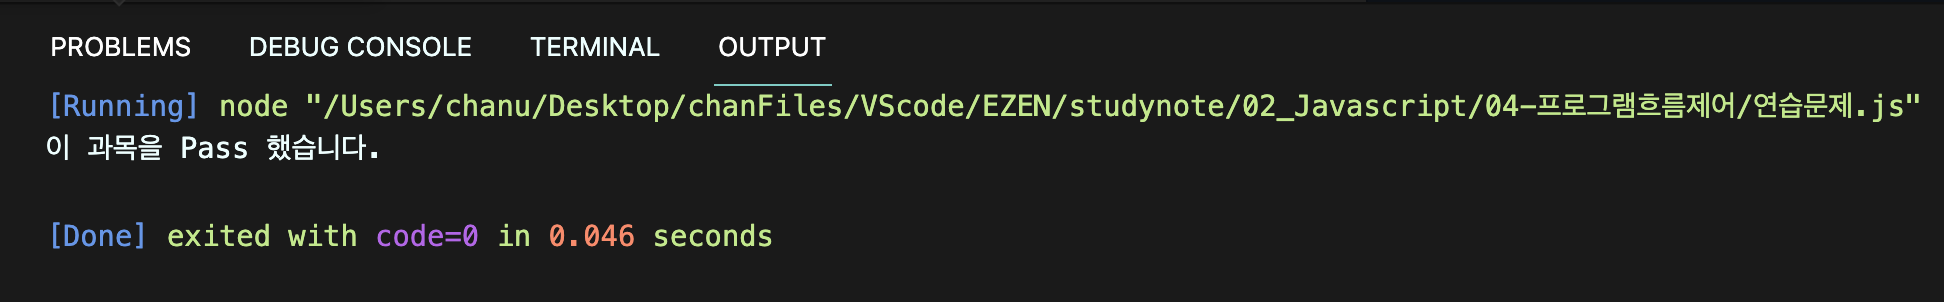 PROBLEMS DEBUG CONSOLE TERMINAL OUTPUT
[Running] node "/Users/chanu/Desktop/chanFiles/VScode/EZEN/studynote/02_Javascript/04-프로그램흐름제어/연습문제.js"
이 과목을 Pass 했습니다.
[Done] exited with code=0 in 0.046 seconds